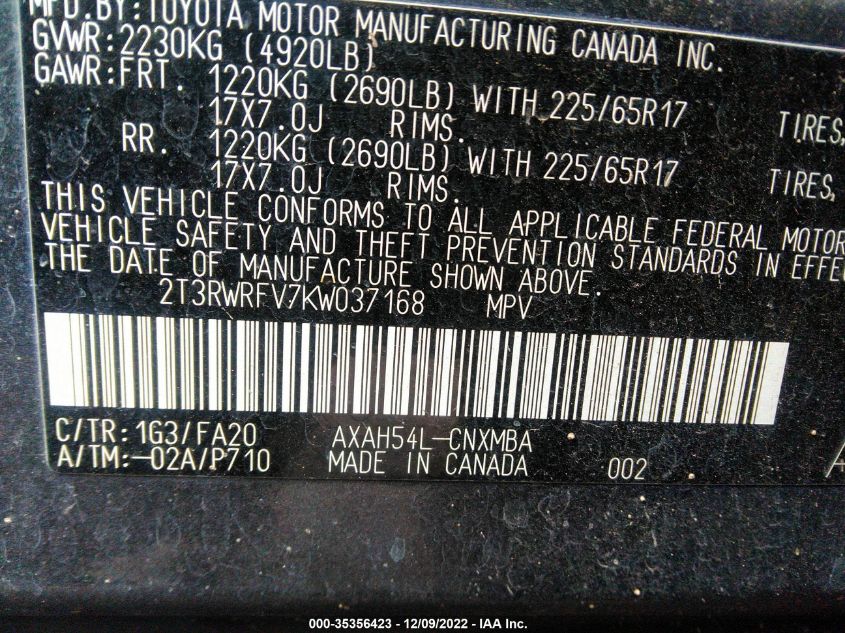 MFD.BY:TOYOTA MOTOR MANUFACTURING CANADA INC.
GVWR:2230KG (4920LB)
GAWR:FRT. 1220KG (2690LB) WITH 225/65R17 TIRES,
17X7.0J RIMS.
RR. 1220KG (2690LB) WITH 225/65R17 TIRES,
17X7.0J RIMS.
THIS VEHICLE CONFORMS TO ALL APPLICABLE FEDERAL MOTOR
VEHICLE SAFETY AND THEFT PREVENTION STANDARDS IN EFFE
THE DATE OF MANUFACTURE SHOWN ABOVE.
2T3RWRFV7KW037168 MPV
C/TR:1G3/FA20 AXAH54L-CNXMBA
A/TM:-02A/P710 MADE IN CANADA 002
000-35356423 - 12/09/2022 - IAA Inc.